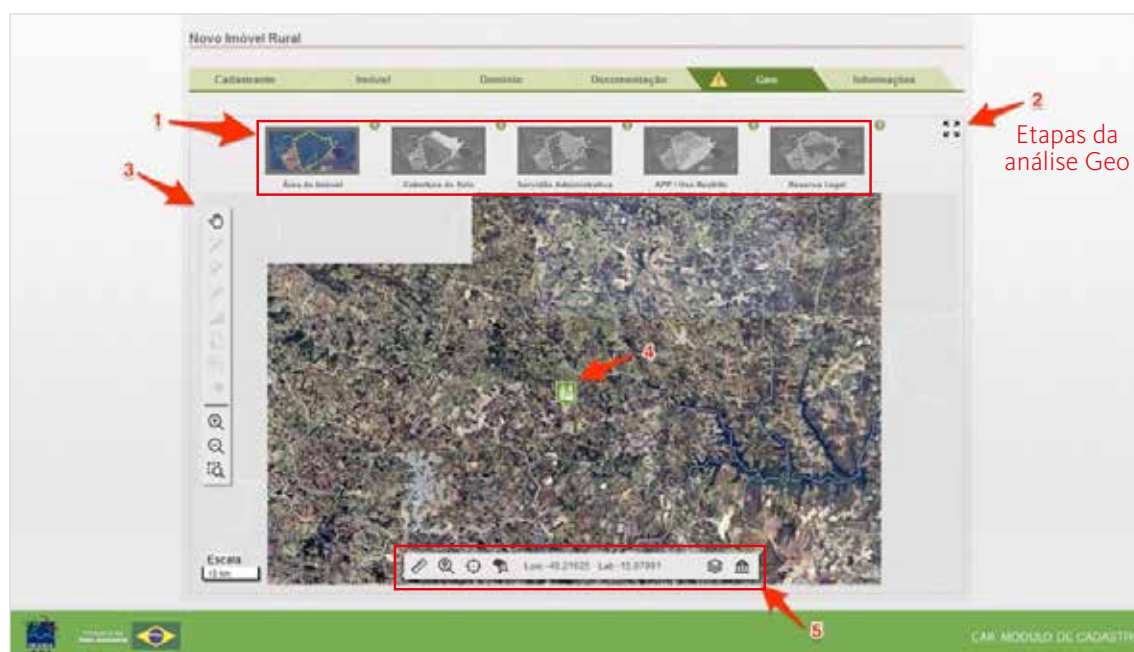 Novo Imóvel Rural
Cadastrante Imóvel Domínio Documentação Geo Informações
1
2
Etapas da
análise Geo
3
Área do Imóvel Cobertura do Solo Servidão Administrativa APP / Uso Restrito Reserva Legal
4
Escala
5
CAR MÓDULO DE CADASTRO